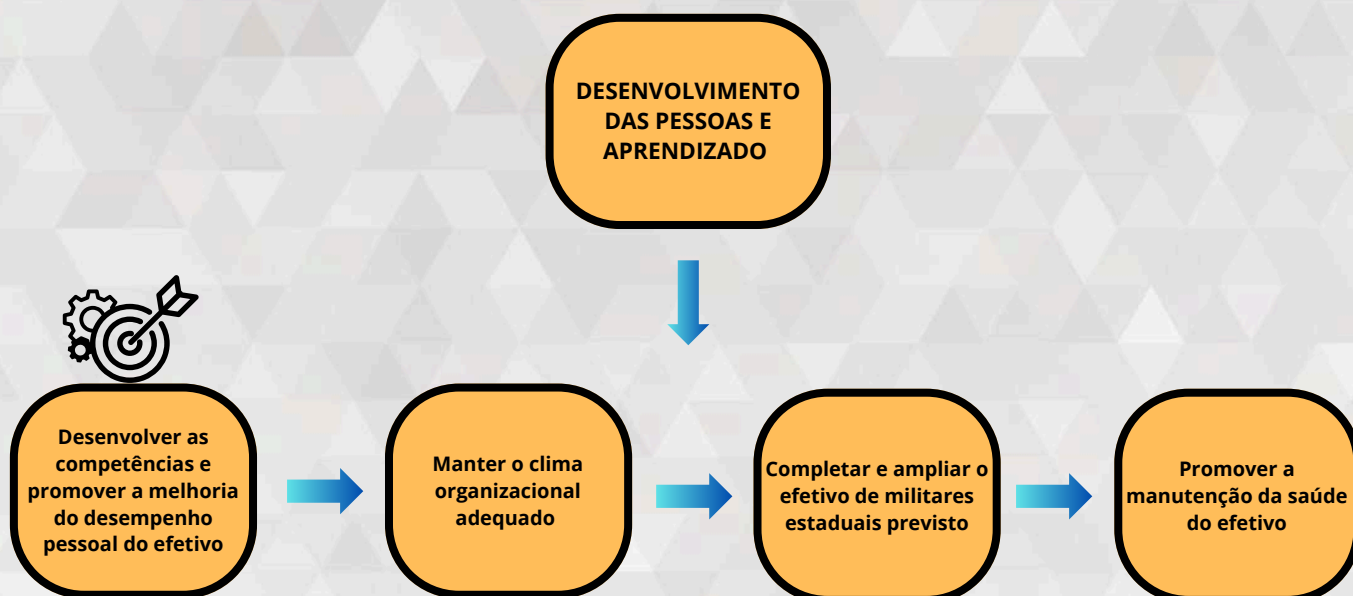 DESENVOLVIMENTO
DAS PESSOAS E
APRENDIZADO
Desenvolver as
competências e
promover a melhoria
do desempenho
pessoal do efetivo
Manter o clima
organizacional
adequado
Completar e ampliar o
efetivo de militares
estaduais previsto
Promover a
manutenção da saúde
do efetivo